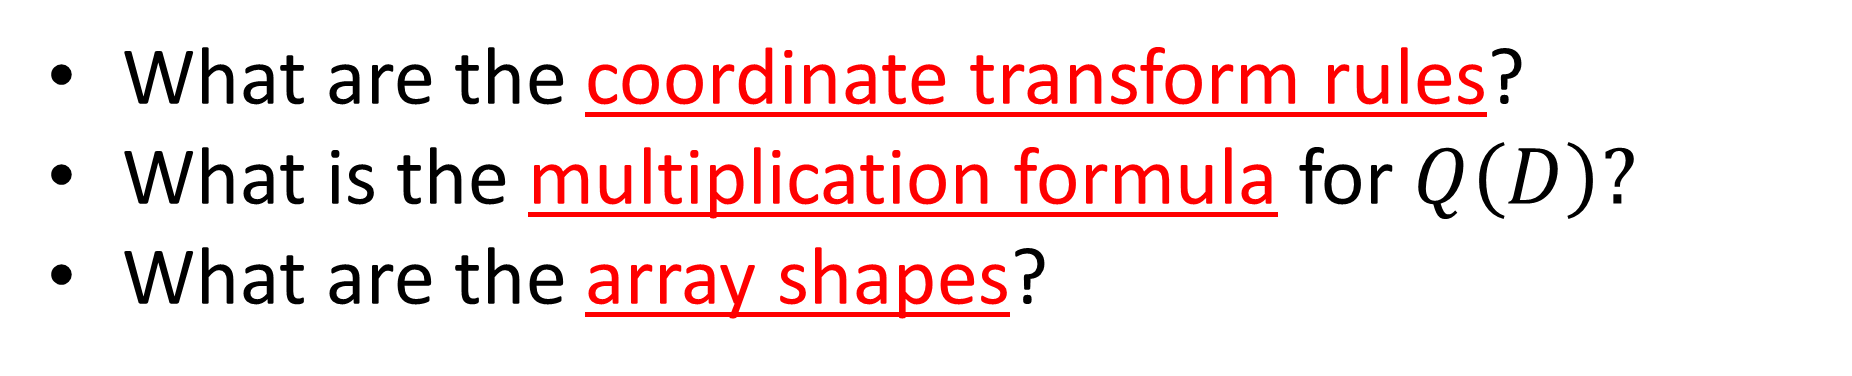 • What are the coordinate transform rules?
• What is the multiplication formula for Q(D)?
• What are the array shapes?